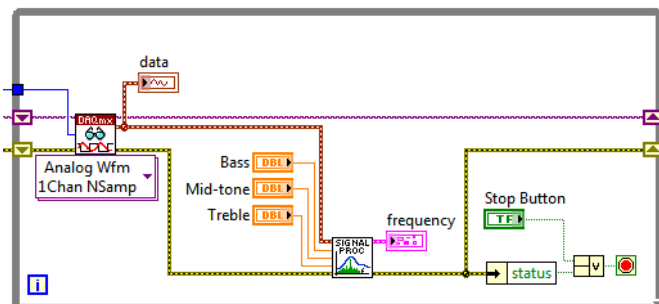 data
DAQmx
Analog Wfm
1Chan NSamp
Bass
DBL
Mid-tone
DBL
Treble
DBL
SIGNAL
PROC
frequency
Stop Button
TF
status
v
i